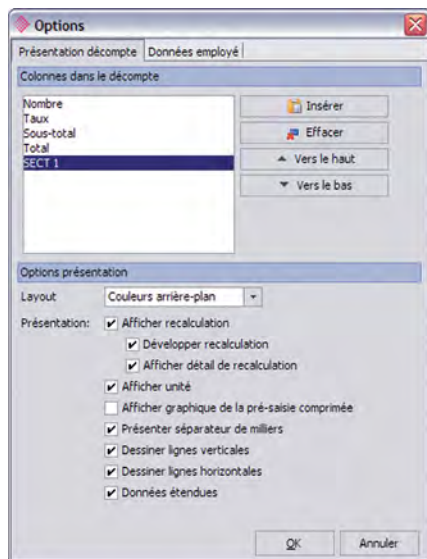 Options
Présentation décompte
Données employé
Colonnes dans le décompte
Nombre
Taux
Sous-total
Total
SECT 1
Insérer
Effacer
Vers le haut
Vers le bas
Options présentation
Layout
Couleurs arrière-plan
Présentation:
Afficher recalculation
Développer recalculation
Afficher détail de recalculation
Afficher unité
Afficher graphique de la pré-saisie comprimée
Présenter séparateur de milliers
Dessiner lignes verticales
Dessiner lignes horizontales
Données étendues
OK
Annuler